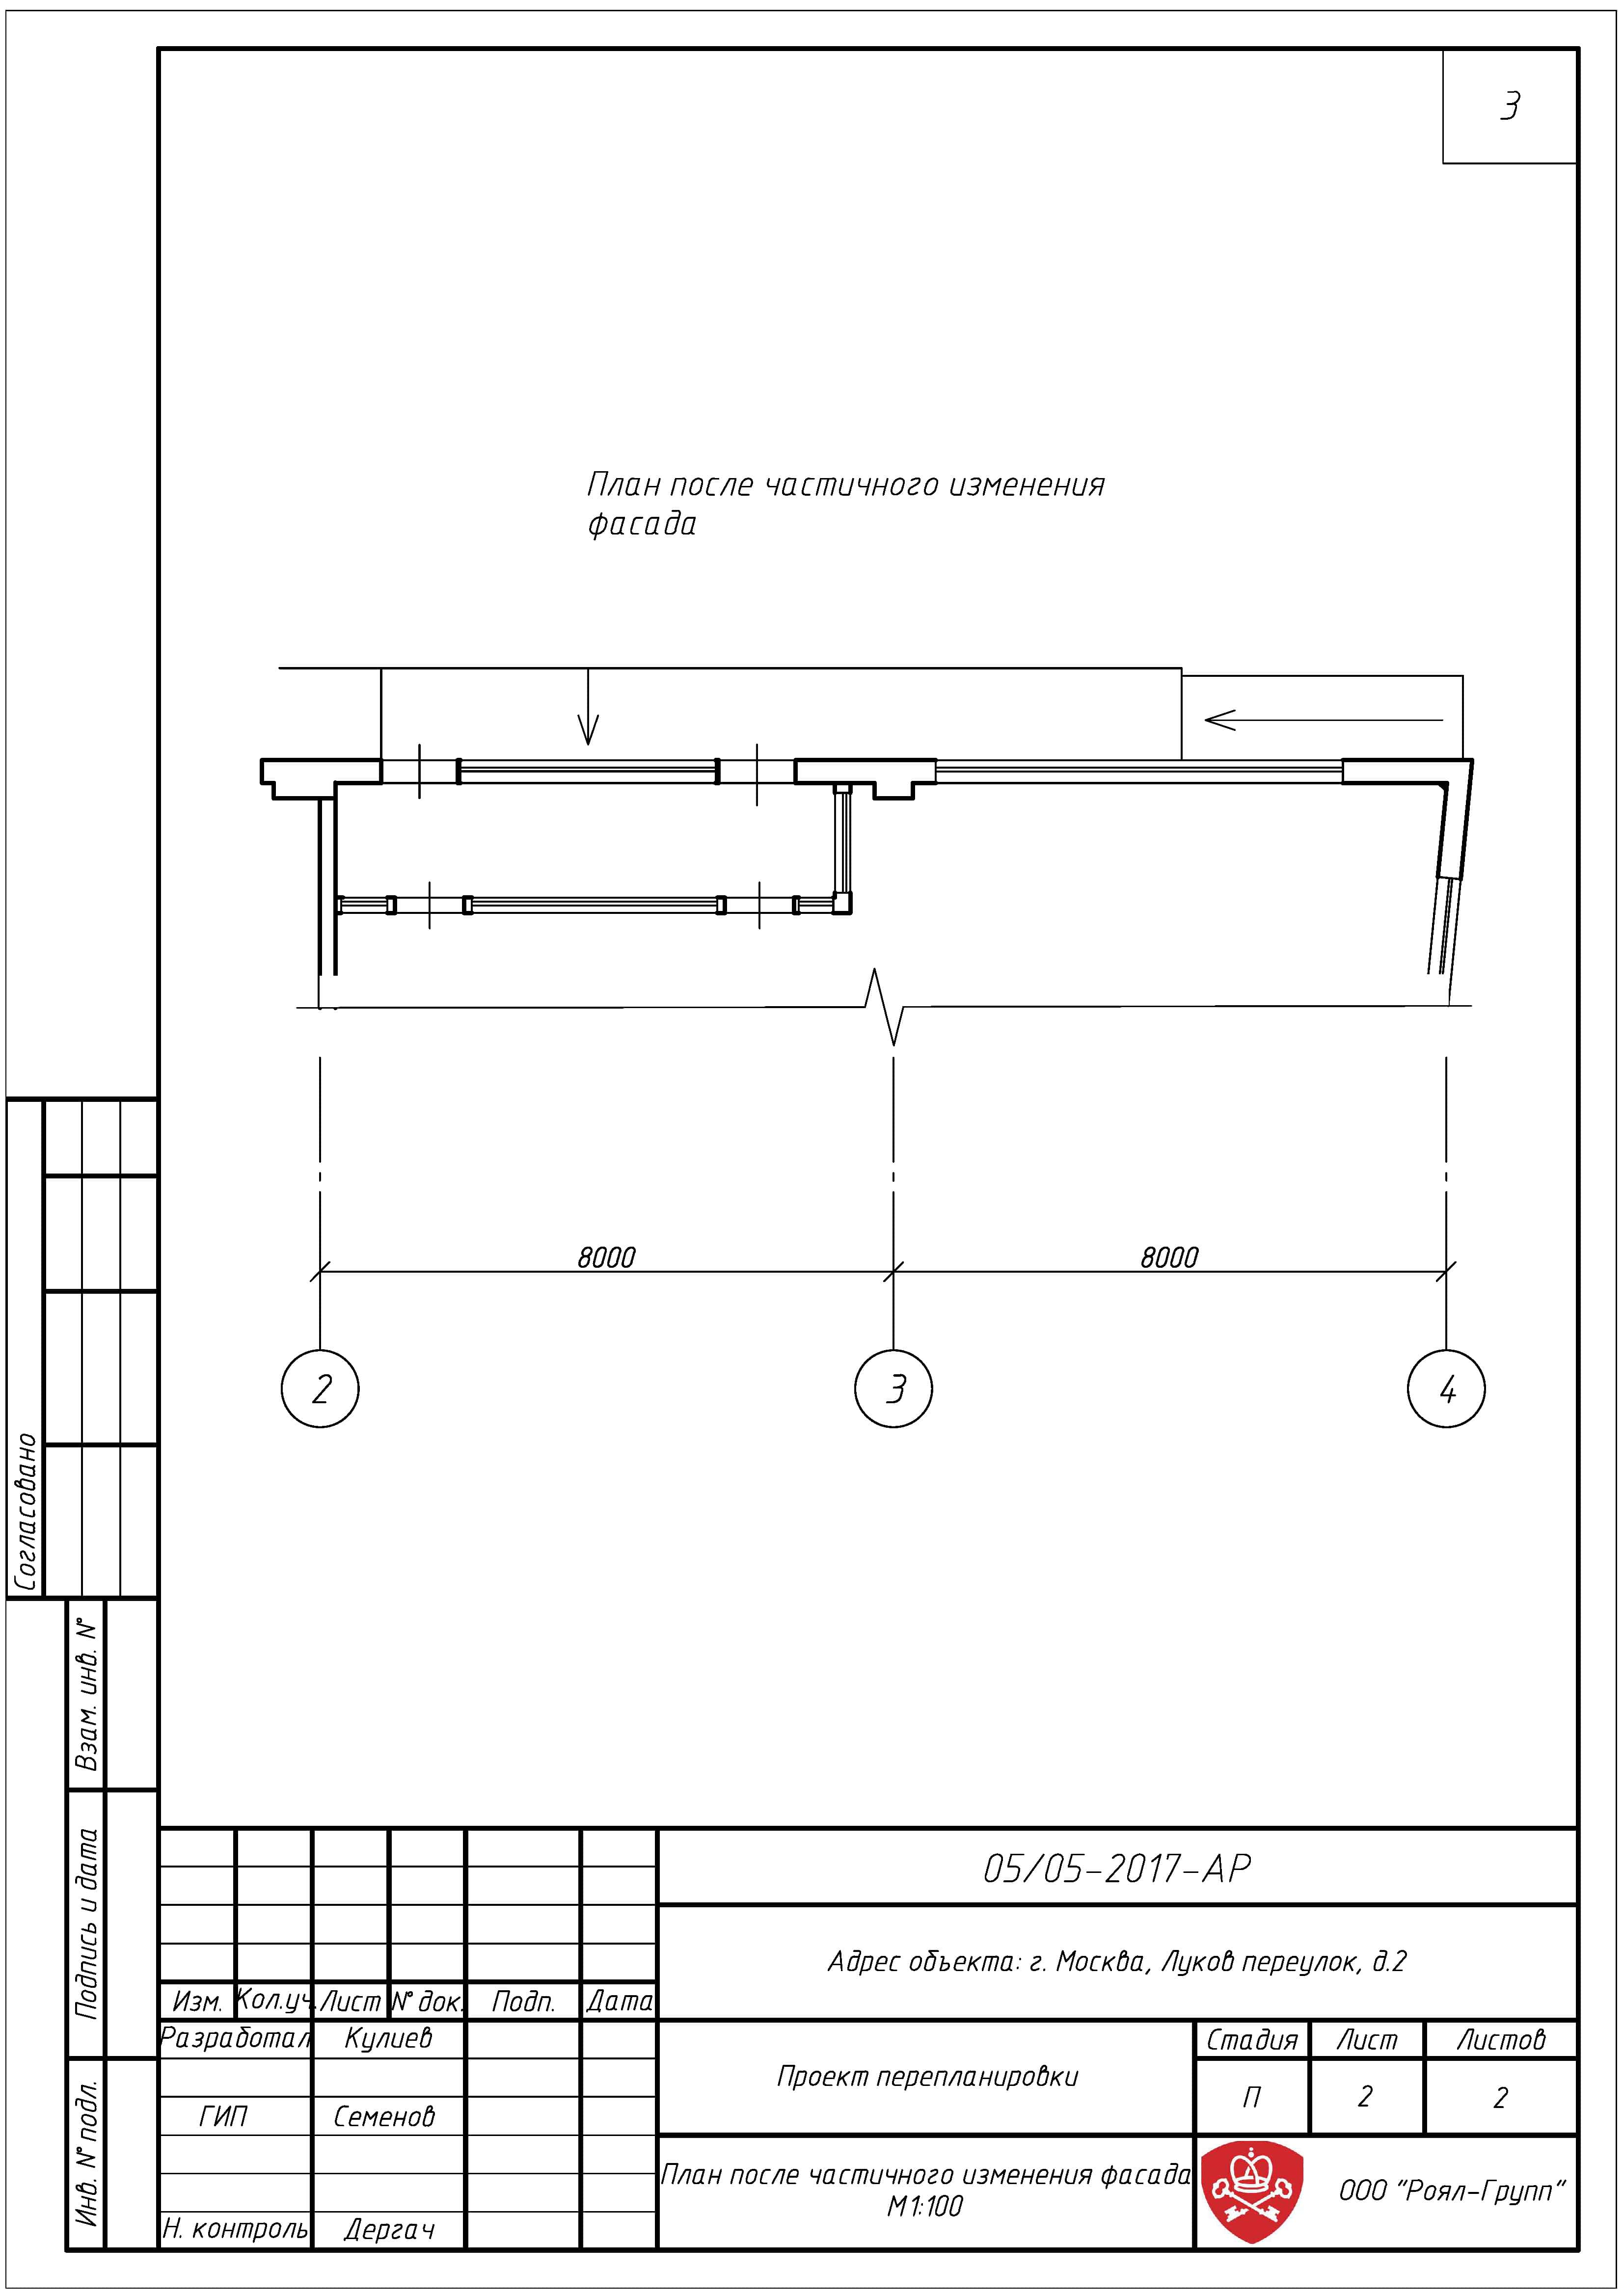 3
План после частичного изменения
фасада
8000
8000
2
3
4
Согласовано
Взам. инв. №
Подпись и дата
Инв. № подл.
05/05-2017-АР
Адрес объекта: г. Москва, Луков переулок, д.2
Изм. Кол.уч. Лист № док. Подп. Дата
Разработал Кулиев
ГИП Семенов
Н. контроль Дергач
Проект перепланировки
Стадия Лист Листов
П 2 2
План после частичного изменения фасада
М1:100
ООО "Роял-Групп"